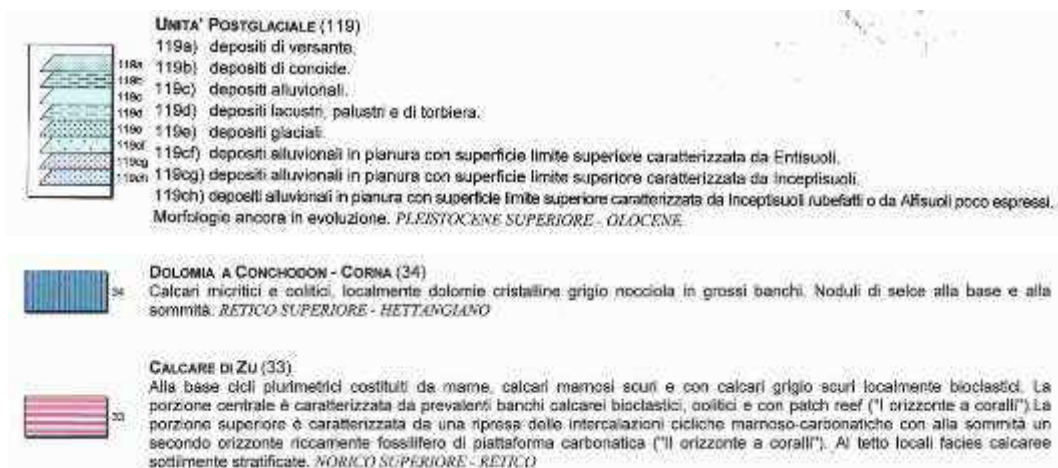 UNITA' POSTGLACIALE (119)
119a) depositi di versante.
119b) depositi di conoide.
119c) depositi alluvionali.
119d) depositi lacustri, palustri e di torbiera.
119e) depositi glaciali.
119cf) depositi alluvionali in pianura con superficie limite superiore caratterizzata da Entisuoli.
119cg) depositi alluvionali in pianura con superficie limite superiore caratterizzata da Inceptisuoli.
119ch) depositi alluvionali in pianura con superficie limite superiore caratterizzata da Inceptisuoli rubefatti o da Alfisuoli poco espressi.
Morfologie ancora in evoluzione. PLEISTOCENE SUPERIORE - OLOCENE
119a
119b
119c
119d
119e
119cf
119cg
119ch
DOLOMIA A CONCHODON - CORNA (34)
34
Calcari micritici e oolitici, localmente dolomie cristalline grigio nocciola in grossi banchi. Noduli di selce alla base e alla
sommità. RETICO SUPERIORE - HETTANGIANO
CALCARE DI ZU (33)
Alla base cicli plurimetrici costituiti da marne, calcari marnosi scuri e con calcari grigio scuri localmente bioclastici. La
33
porzione centrale è caratterizzata da prevalenti banchi calcarei bioclastici, oolitici e con patch reef ("I orizzonte a coralli").La
porzione superiore è caratterizzata da una ripresa delle intercalazioni cicliche marnoso-carbonatiche con alla sommità un
secondo orizzonte riccamente fossilifero di piattaforma carbonatica ("II orizzonte a coralli"). Al tetto locali facies calcaree
sottilmente stratificate. NORICO SUPERIORE - RETICO